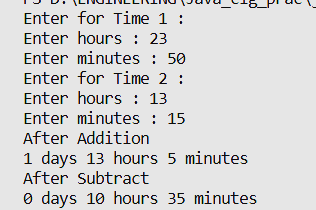 PS D:\ENGINEERING\Java_clg_prac\
Enter for Time 1 :
Enter hours : 23
Enter minutes : 50
Enter for Time 2 :
Enter hours : 13
Enter minutes : 15
After Addition
1 days 13 hours 5 minutes
After Subtract
0 days 10 hours 35 minutes